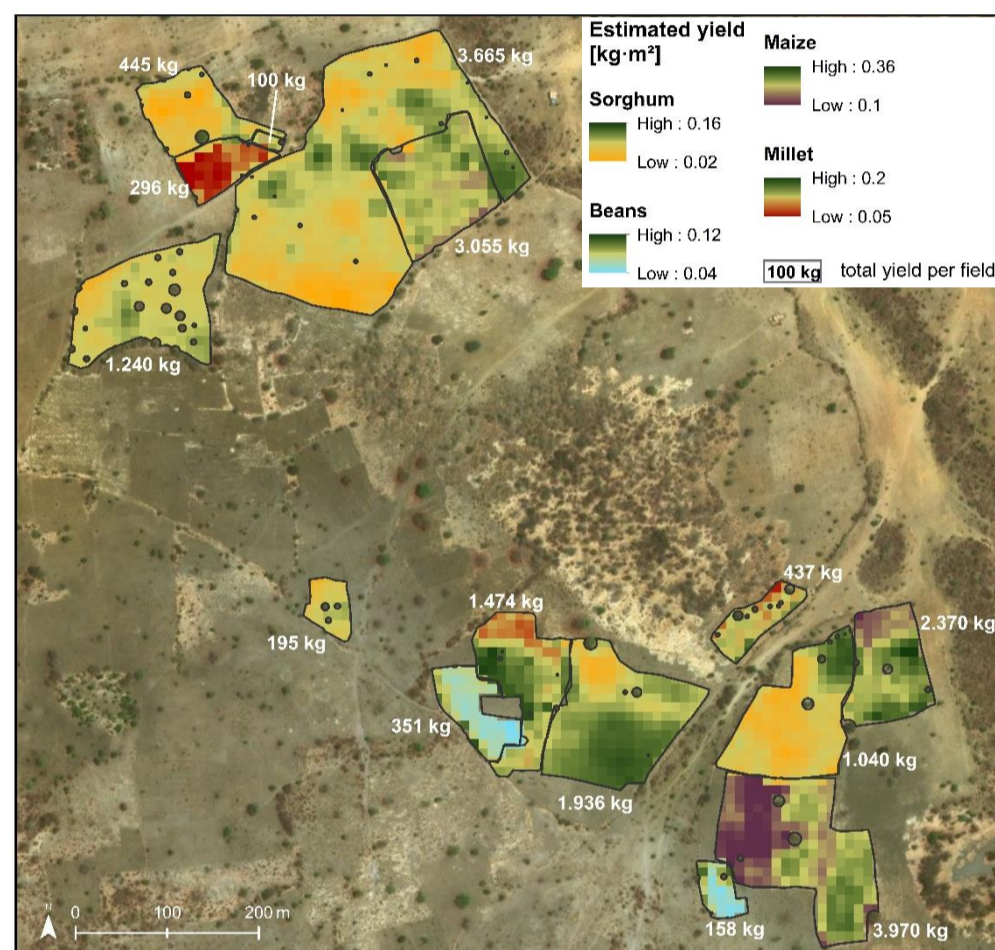 Estimated yield
[kg·m²]
Sorghum
High : 0.16
Low : 0.02
Beans
High : 0.12
Low : 0.04
Maize
High : 0.36
Low : 0.1
Millet
High : 0.2
Low : 0.05
100 kg total yield per field
445 kg
100 kg
3.665 kg
296 kg
3.055 kg
1.240 kg
437 kg
1.474 kg
2.370 kg
195 kg
351 kg
1.040 kg
1.936 kg
158 kg
3.970 kg
N
0 100 200 m